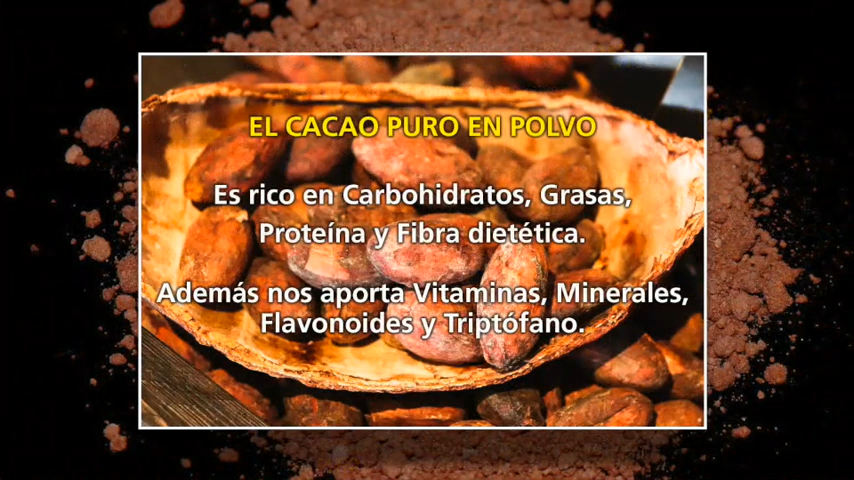 EL CACAO PURO EN POLVO
Es rico en Carbohidratos, Grasas,
Proteína y Fibra dietética.
Además nos aporta Vitaminas, Minerales,
Flavonoides y Triptófano.